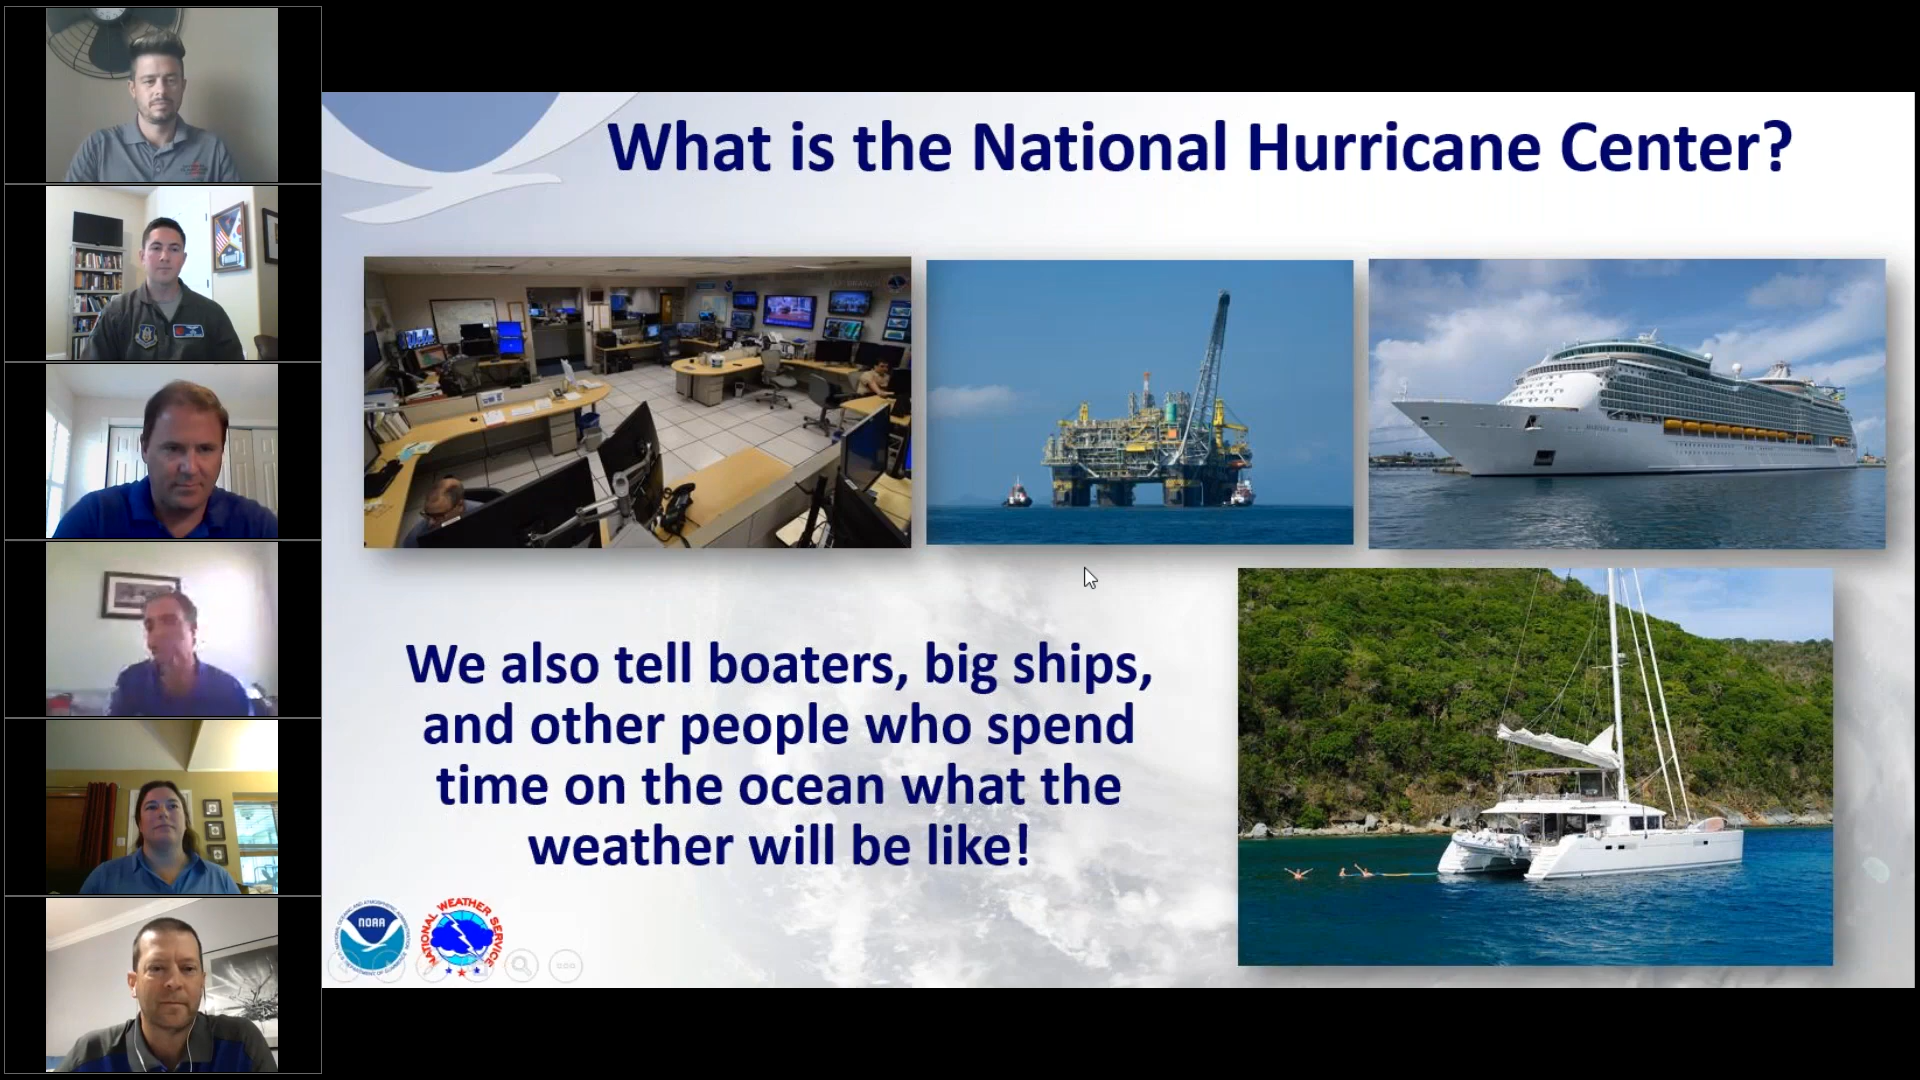 What is the National Hurricane Center?
We also tell boaters, big ships,
and other people who spend
time on the ocean what the
weather will be like!
NOAA
NATIONAL WEATHER SERVICE